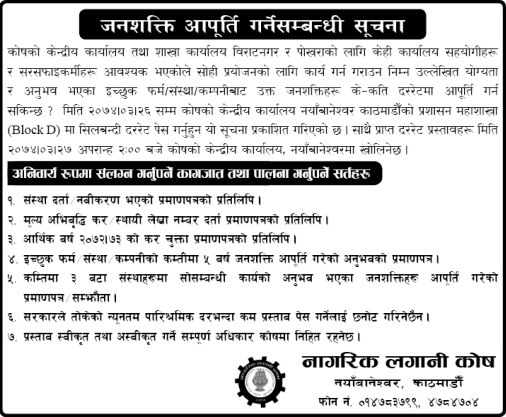 जनशक्ति आपूर्ति गर्नेसम्बन्धी सूचना
कोषको केन्द्रीय कार्यालय तथा शाखा कार्यालय विराटनगर र पोखराको लागि केही कार्यालय सहयोगीहरू
र सरसफाइकर्मीहरू आवश्यक भएकोले सोही प्रयोजनको लागि कार्य गर्न गराउन निम्न उल्लेखित योग्यता
र अनुभव भएका इच्छुक फर्म/संस्था/कम्पनीबाट उक्त जनशक्तिहरू के-कति दररेटमा आपूर्ति गर्न
सकिन्छ ? मिति २०७४।०३।२६ सम्म कोषको केन्द्रीय कार्यालय नयाँबानेश्वर काठमाडौँको प्रशासन महाशाखा
(Block D) मा सिलबन्दी दररेट पेस गर्नुहुन यो सूचना प्रकाशित गरिएको छ । साथै प्राप्त दररेट प्रस्तावहरू मिति
२०७४।०३।२७ अपरान्ह २:०० बजे कोषको केन्द्रीय कार्यालय, नयाँबानेश्वरमा खोलिनेछ ।
अनिवार्य रूपमा संलग्न गर्नुपर्ने कागजात तथा पालना गर्नुपर्ने सर्तहरू
१. संस्था दर्ता/नवीकरण भएको प्रमाणपत्रको प्रतिलिपि ।
२. मूल्य अभिबृद्धि कर/स्थायी लेखा नम्बर दर्ता प्रमाणपत्रको प्रतिलिपि ।
३. आर्थिक बर्ष २०७२।७३ को कर चुक्ता प्रमाणपत्रको प्रतिलिपि ।
४. इच्छुक फर्म/संस्था/कम्पनीको कम्तीमा ५ बर्ष जनशक्ति आपूर्ति गरेको अनुभवको प्रमाणपत्र ।
५. कम्तिमा ३ बटा संस्थाहरूमा सोसम्बन्धी कार्यको अनुभव भएका जनशक्तिहरू आपूर्ति गरेको
प्रमाणपत्र/सम्झौता ।
६. सरकारले तोकेको न्यूनतम पारिश्रमिक दरभन्दा कम प्रस्ताब पेस गर्नेलाई छनोट गरिनेछैन ।
७. प्रस्ताब स्वीकृत तथा अस्वीकृत गर्ने सम्पूर्ण अधिकार कोषमा निहित रहनेछ ।
नागरिक लगानी कोष
नयाँबानेश्वर, काठमाडौँ
फोन नं. ०१४७८३७९९, ४७८४७०४